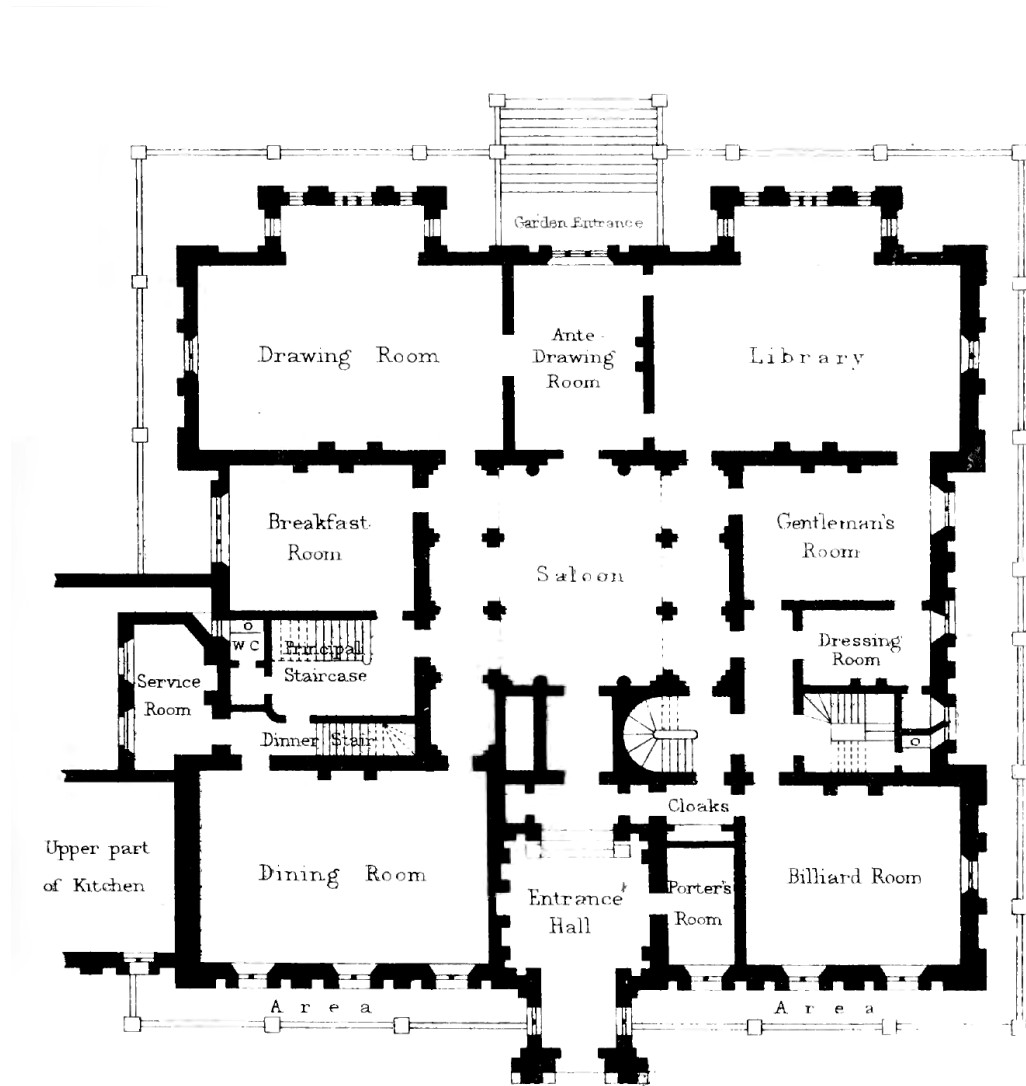 Garden Entrance
Drawing Room
Ante-
Drawing
Room
Library
Breakfast
Room
Saloon
Gentleman's
Room
W C
Principal
Staircase
Dressing
Room
Service
Room
Dinner Stair
Cloaks
Upper part
of Kitchen
Dining Room
Entrance
Hall
Porter's
Room
Billiard Room
Area
Area